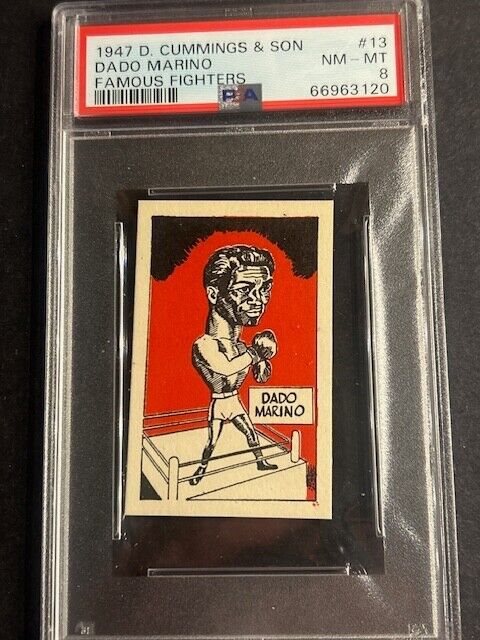 1947 D. CUMMINGS & SON #13
DADO MARINO NM – MT
FAMOUS FIGHTERS 8
PSA 66963120
DADO
MARINO